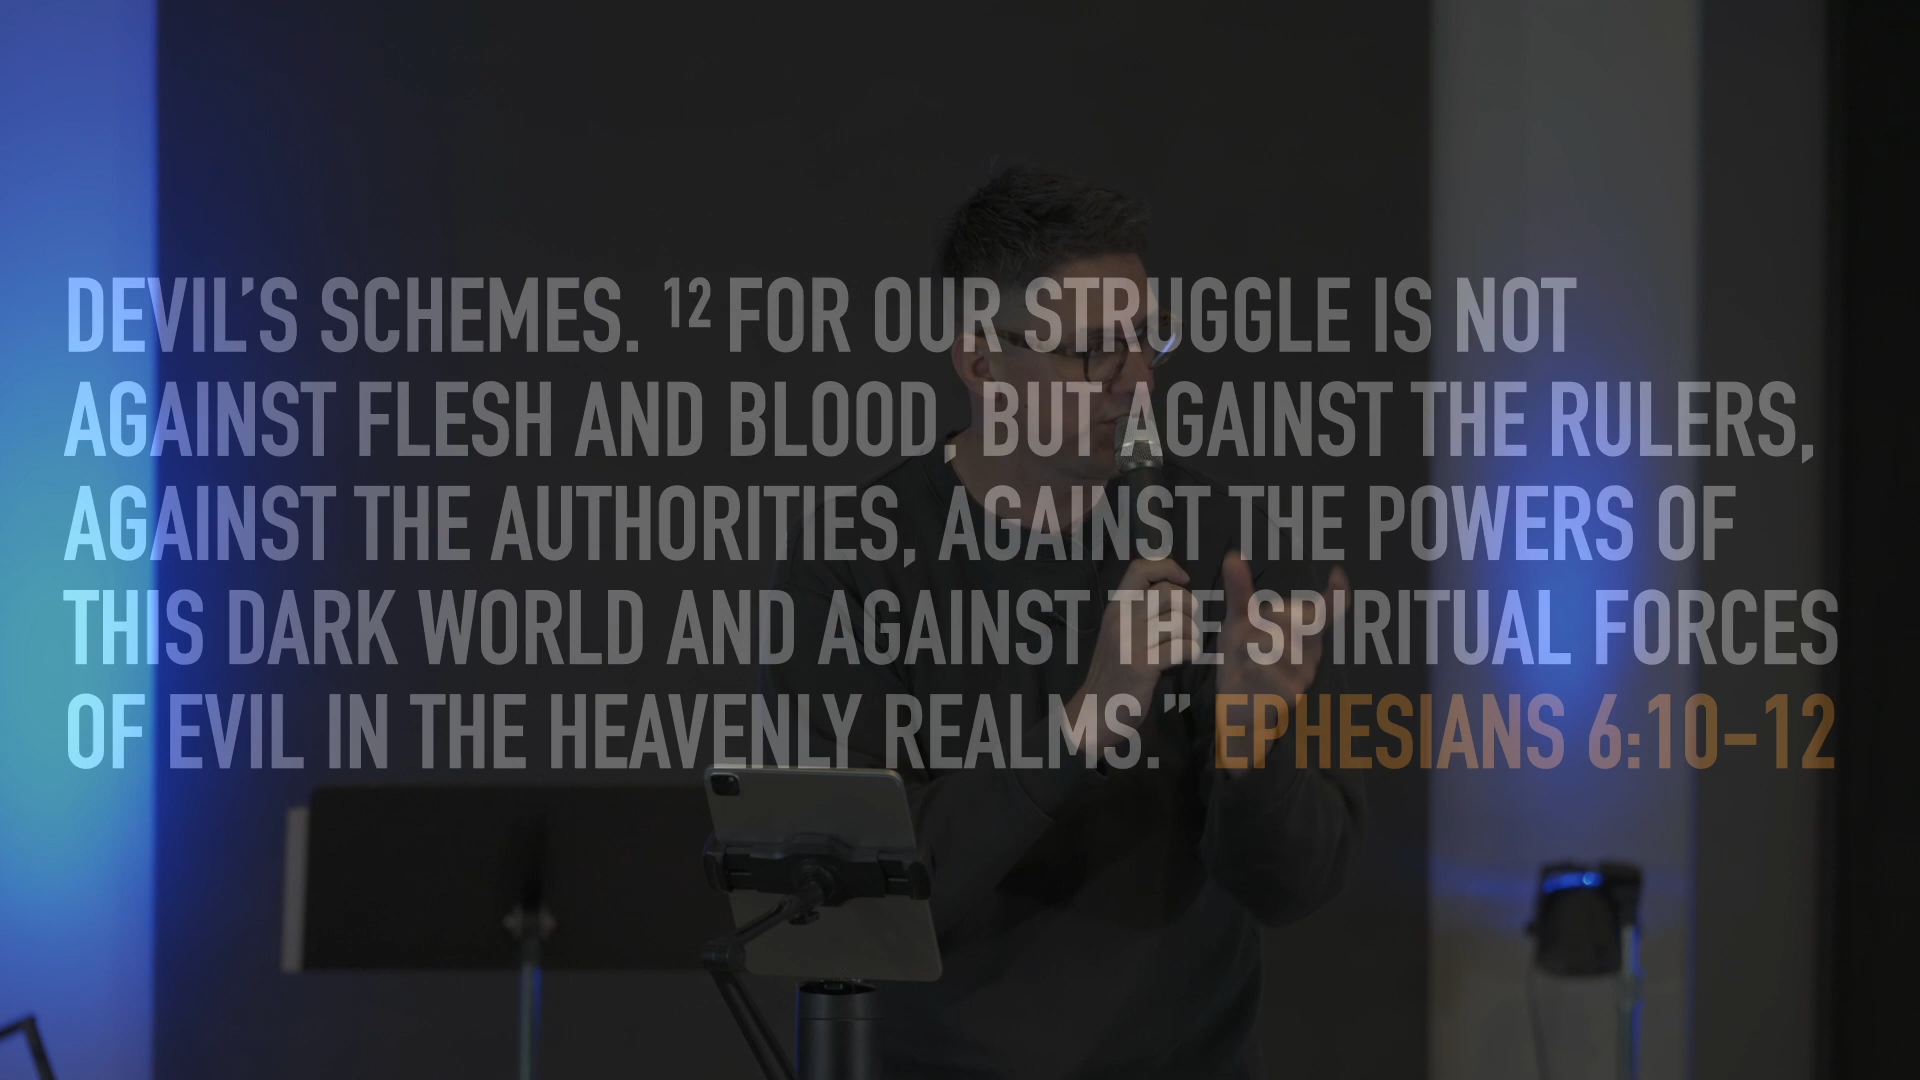 DEVIL’S SCHEMES. ¹² FOR OUR STRUGGLE IS NOT
AGAINST FLESH AND BLOOD, BUT AGAINST THE RULERS,
AGAINST THE AUTHORITIES, AGAINST THE POWERS OF
THIS DARK WORLD AND AGAINST THE SPIRITUAL FORCES
OF EVIL IN THE HEAVENLY REALMS.” EPHESIANS 6:10–12